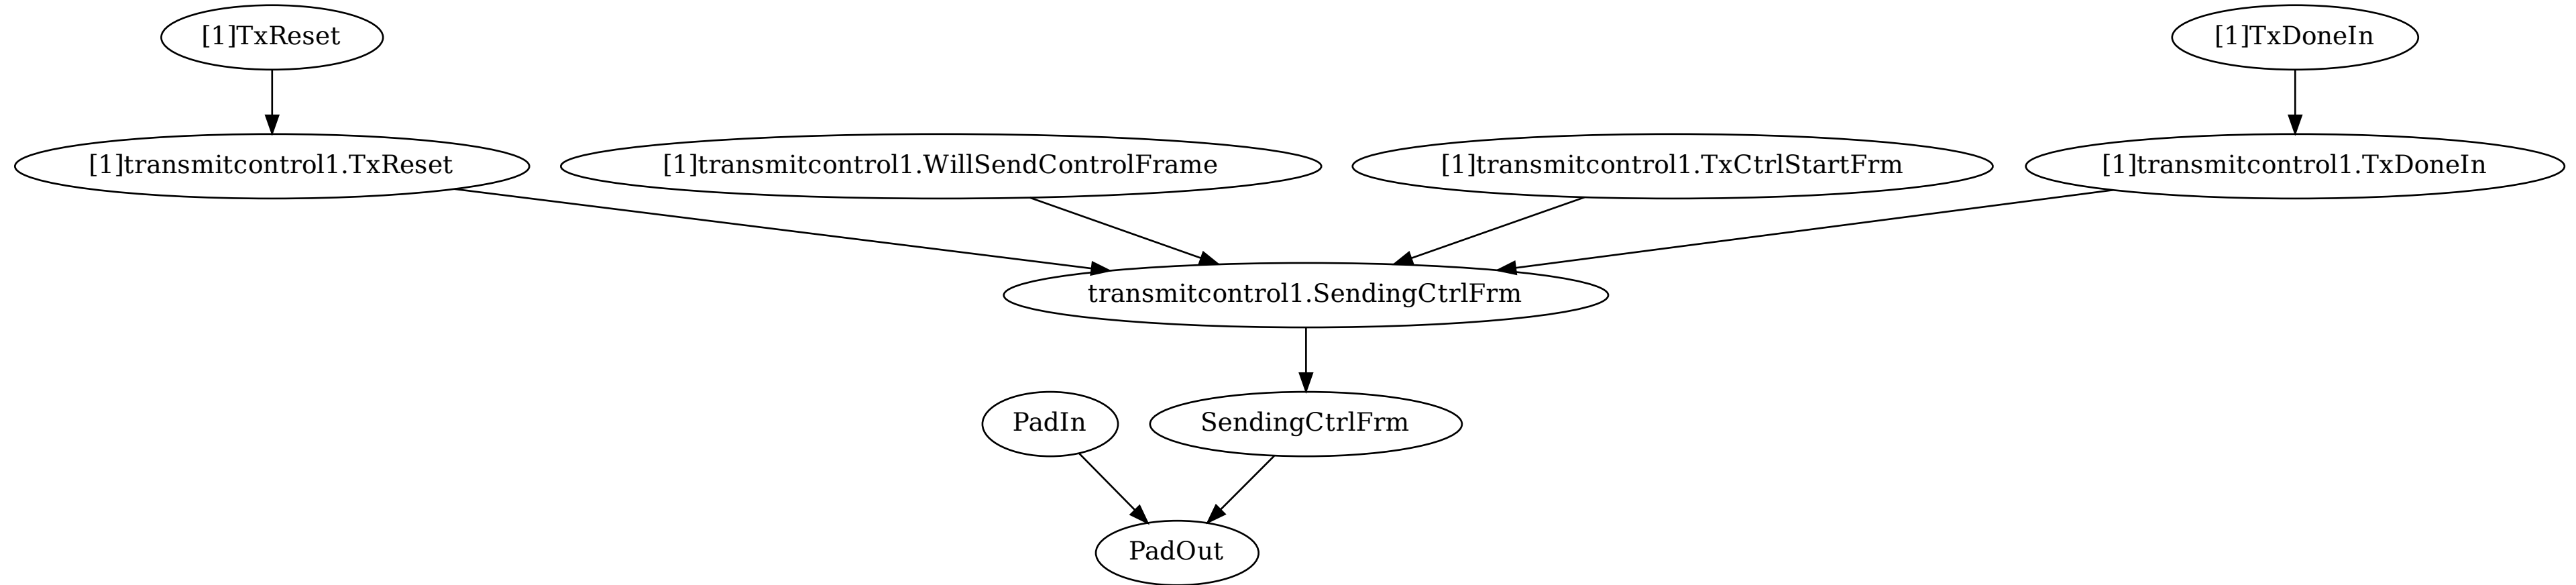 [1]TxReset
[1]TxDoneIn
[1]transmitcontrol1.TxReset
[1]transmitcontrol1.WillSendControlFrame
[1]transmitcontrol1.TxCtrlStartFrm
[1]transmitcontrol1.TxDoneIn
transmitcontrol1.SendingCtrlFrm
PadIn
SendingCtrlFrm
PadOut